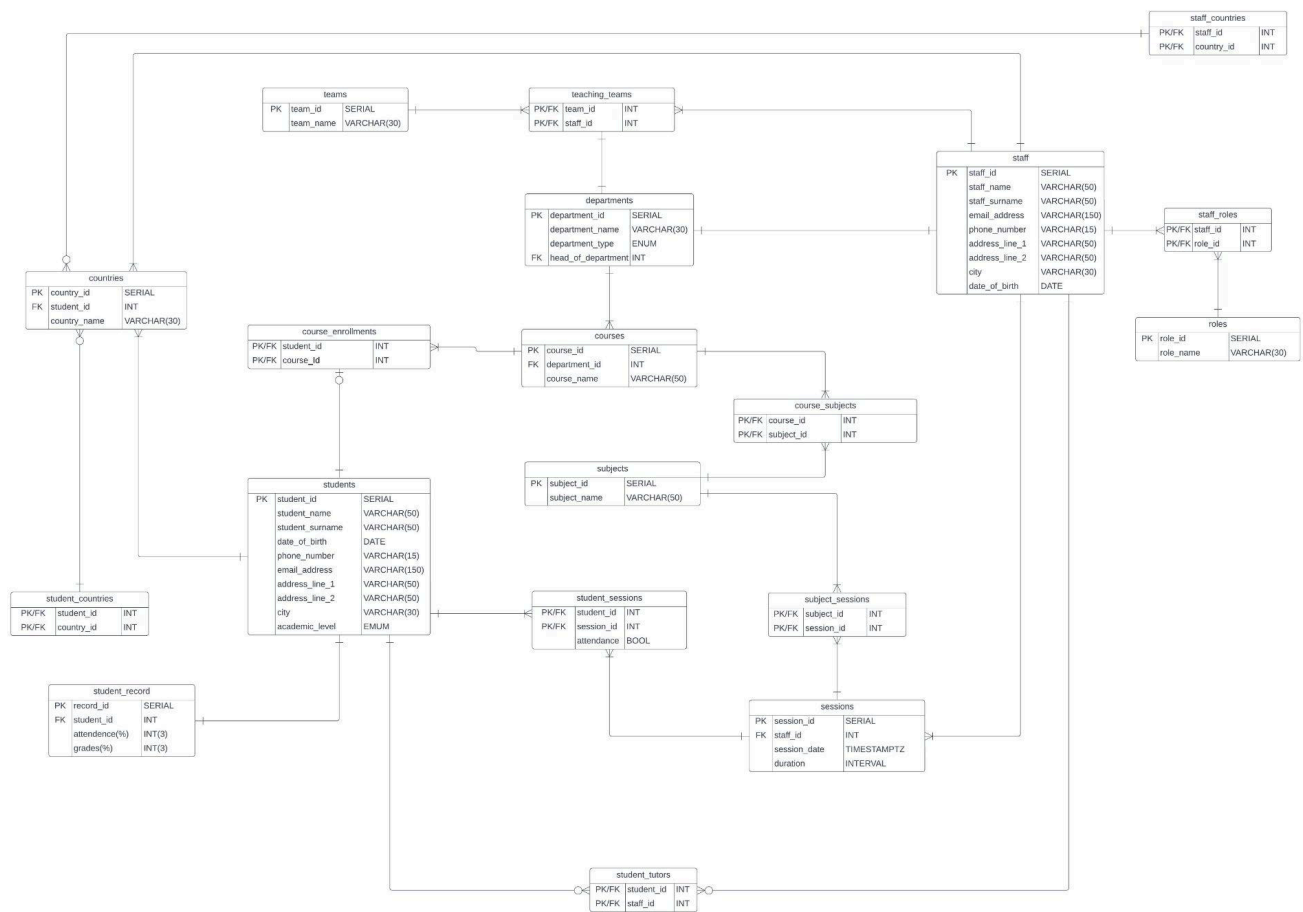 staff_countries
PK/FK staff_id INT
PK/FK country_id INT
teams
PK team_id SERIAL
team_name VARCHAR(30)
teaching_teams
PK/FK team_id INT
PK/FK staff_id INT
staff
PK staff_id SERIAL
staff_name VARCHAR(50)
staff_surname VARCHAR(50)
email_address VARCHAR(150)
phone_number VARCHAR(15)
address_line_1 VARCHAR(50)
address_line_2 VARCHAR(50)
city VARCHAR(30)
date_of_birth DATE
departments
PK department_id SERIAL
department_name VARCHAR(30)
department_type ENUM
FK head_of_department INT
staff_roles
PK/FK staff_id INT
PK/FK role_id INT
countries
PK country_id SERIAL
FK student_id INT
country_name VARCHAR(30)
course_enrollments
PK/FK student_id INT
PK/FK course_Id INT
courses
PK course_id SERIAL
FK department_id INT
course_name VARCHAR(50)
roles
PK role_id SERIAL
role_name VARCHAR(30)
course_subjects
PK/FK course_id INT
PK/FK subject_id INT
subjects
PK subject_id SERIAL
subject_name VARCHAR(50)
students
PK student_id SERIAL
student_name VARCHAR(50)
student_surname VARCHAR(50)
date_of_birth DATE
phone_number VARCHAR(15)
email_address VARCHAR(150)
address_line_1 VARCHAR(50)
address_line_2 VARCHAR(50)
city VARCHAR(30)
academic_level EMUM
student_countries
PK/FK student_id INT
PK/FK country_id INT
student_sessions
PK/FK student_id INT
PK/FK session_id INT
attendance BOOL
subject_sessions
PK/FK subject_id INT
PK/FK session_id INT
student_record
PK record_id SERIAL
FK student_id INT
attendence(%) INT(3)
grades(%) INT(3)
sessions
PK session_id SERIAL
FK staff_id INT
session_date TIMESTAMPTZ
duration INTERVAL
student_tutors
PK/FK student_id INT
PK/FK staff_id INT